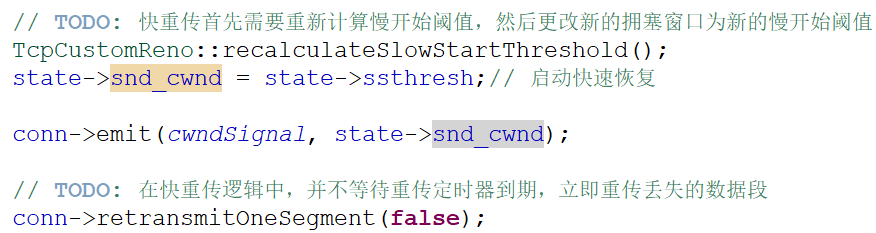 // TODO: 快重传首先需要重新计算慢开始阈值，然后更改新的拥塞窗口为新的慢开始阈值
TcpCustomReno::recalculateSlowStartThreshold();
state->snd_cwnd = state->ssthresh;// 启动快速恢复
conn->emit(cwndSignal, state->snd_cwnd);
// TODO: 在快重传逻辑中，并不等待重传定时器到期，立即重传丢失的数据段
conn->retransmitOneSegment(false);